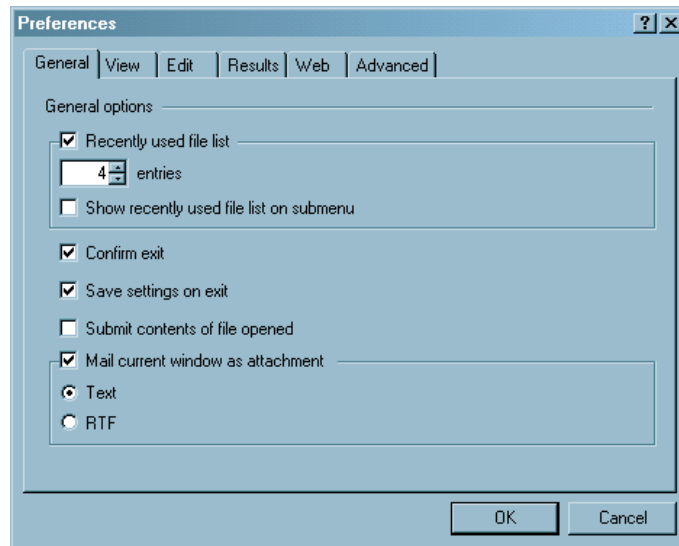 Preferences
General View Edit Results Web Advanced
General options
Recently used file list
4 entries
Show recently used file list on submenu
Confirm exit
Save settings on exit
Submit contents of file opened
Mail current window as attachment
Text
RTF
OK Cancel